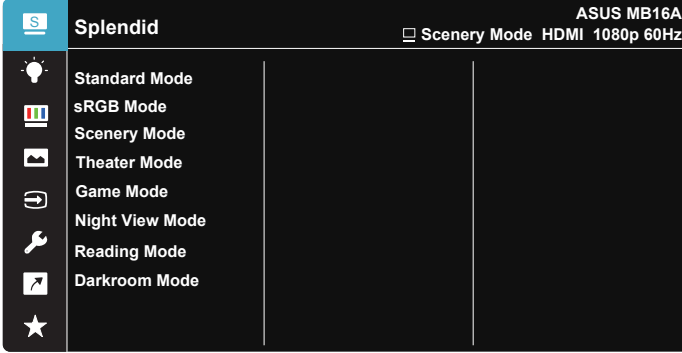 S
Splendid
ASUS MB16A
Scenery Mode HDMI 1080p 60Hz
Standard Mode
sRGB Mode
Scenery Mode
Theater Mode
Game Mode
Night View Mode
Reading Mode
Darkroom Mode